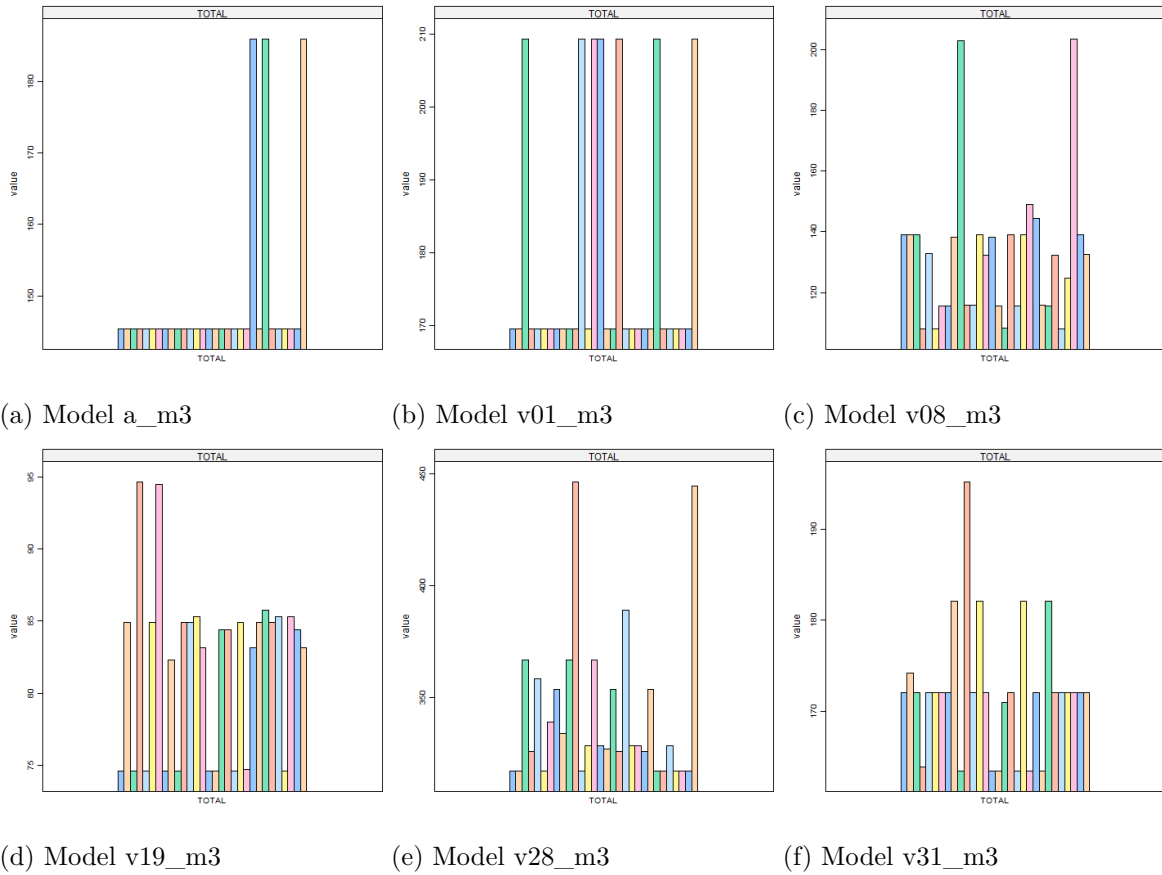 TOTAL
value
150 160 170 180
TOTAL
(a) Model a_m3
TOTAL
value
170 180 190 200 210
TOTAL
(b) Model v01_m3
TOTAL
value
120 140 160 180 200
TOTAL
(c) Model v08_m3
TOTAL
value
75 80 85 90 95
TOTAL
(d) Model v19_m3
TOTAL
value
350 400 450
TOTAL
(e) Model v28_m3
TOTAL
value
170 180 190
TOTAL
(f) Model v31_m3